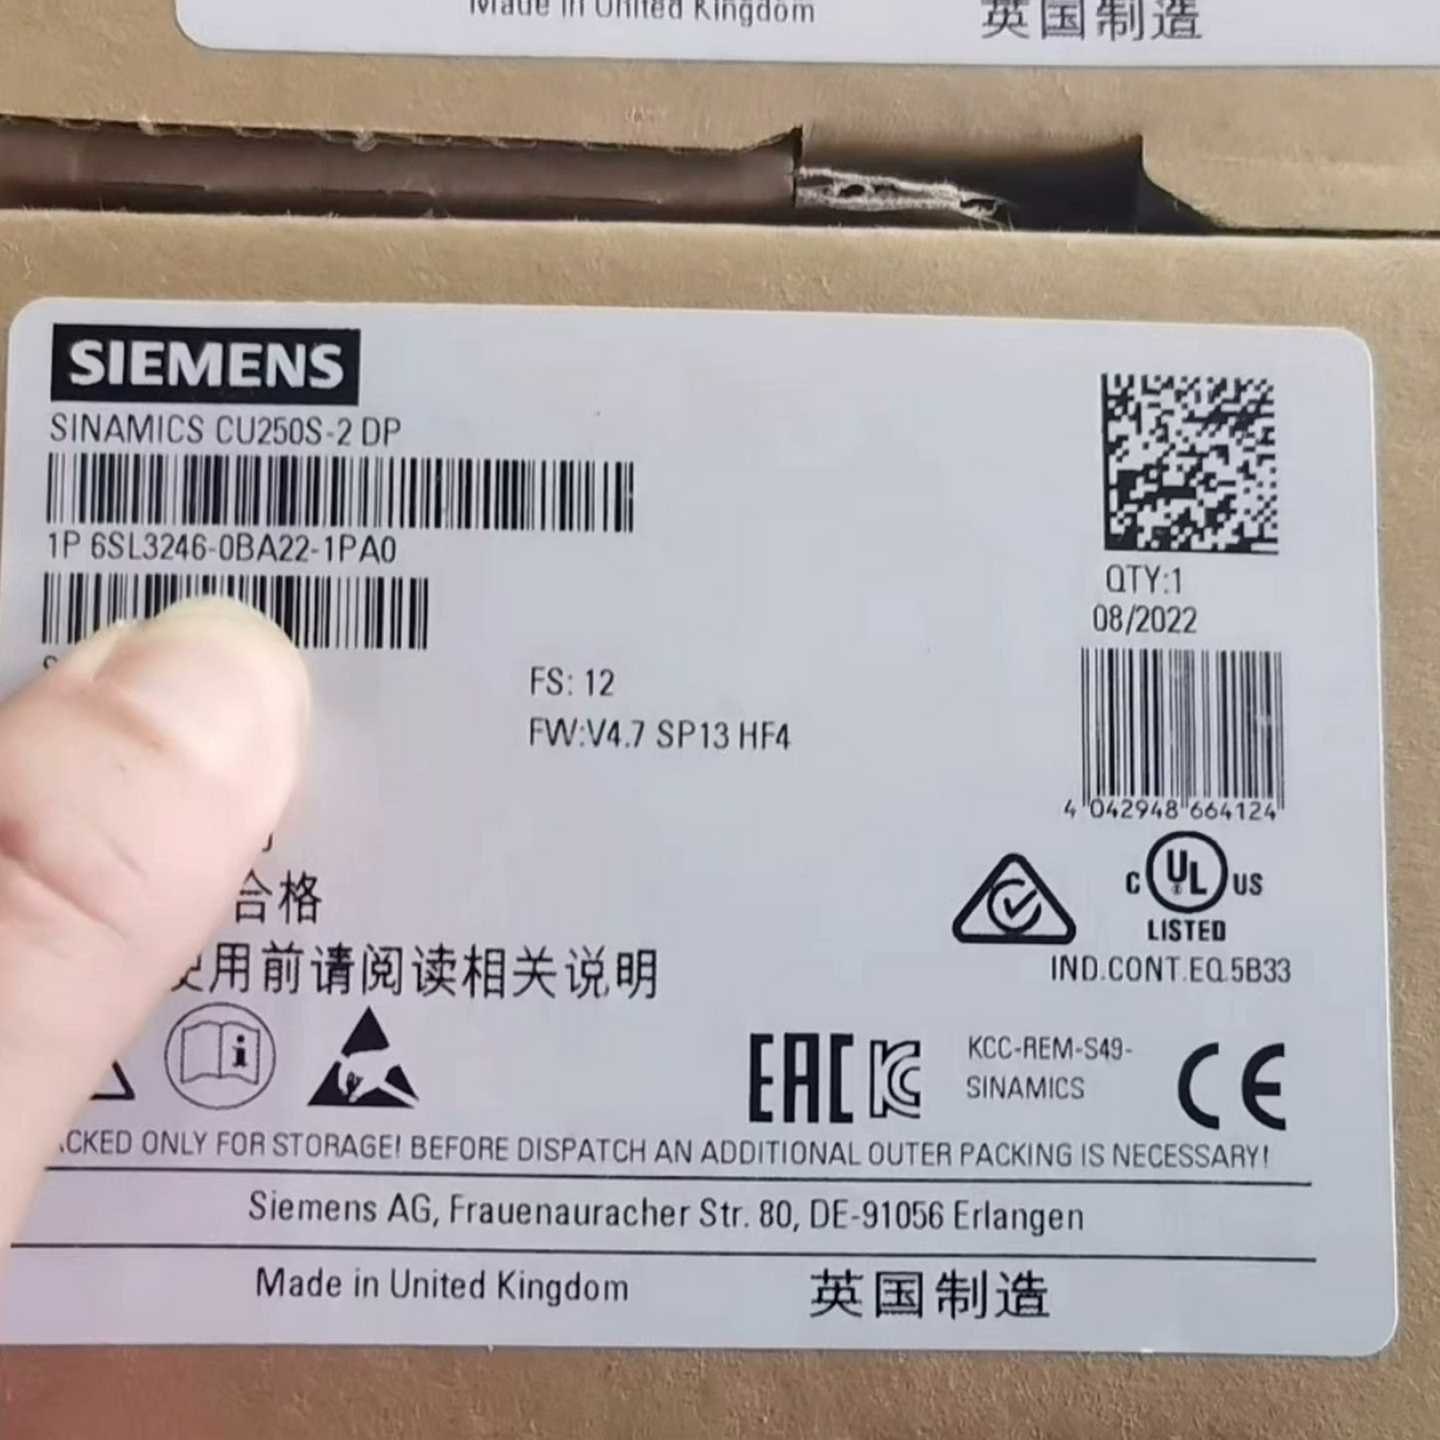 Made in United Kingdom 英国制造
SIEMENS
SINAMICS CU250S-2 DP
1P 6SL3246-0BA22-1PA0
QTY:1
08/2022
FS: 12
FW:V4.7 SP13 HF4
4 042948 664124
合格
使用前请阅读相关说明
C UL US
LISTED
IND.CONT.EQ.5B33
EAC KC KCC-REM-S49-
SINAMICS
CE
ONLY FOR STORAGE! BEFORE DISPATCH AN ADDITIONAL OUTER PACKING IS NECESSARY!
Siemens AG, Frauenauracher Str. 80, DE-91056 Erlangen
Made in United Kingdom 英国制造